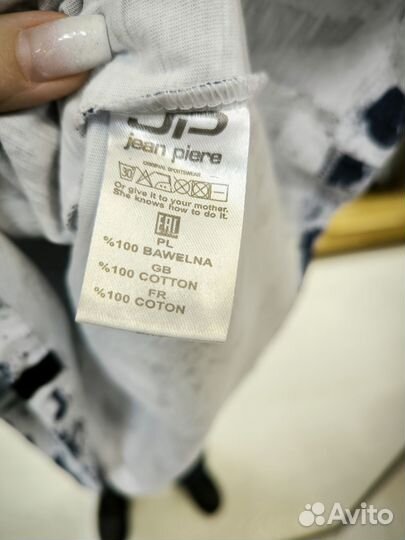 JP
jean piere
ORIGINAL SPORTSWEAR
30°
Or give it to your mother.
She knows how to do it.
EAC
PL
%100 BAWELNA
GB
%100 COTTON
FR
%100 COTON
Avito